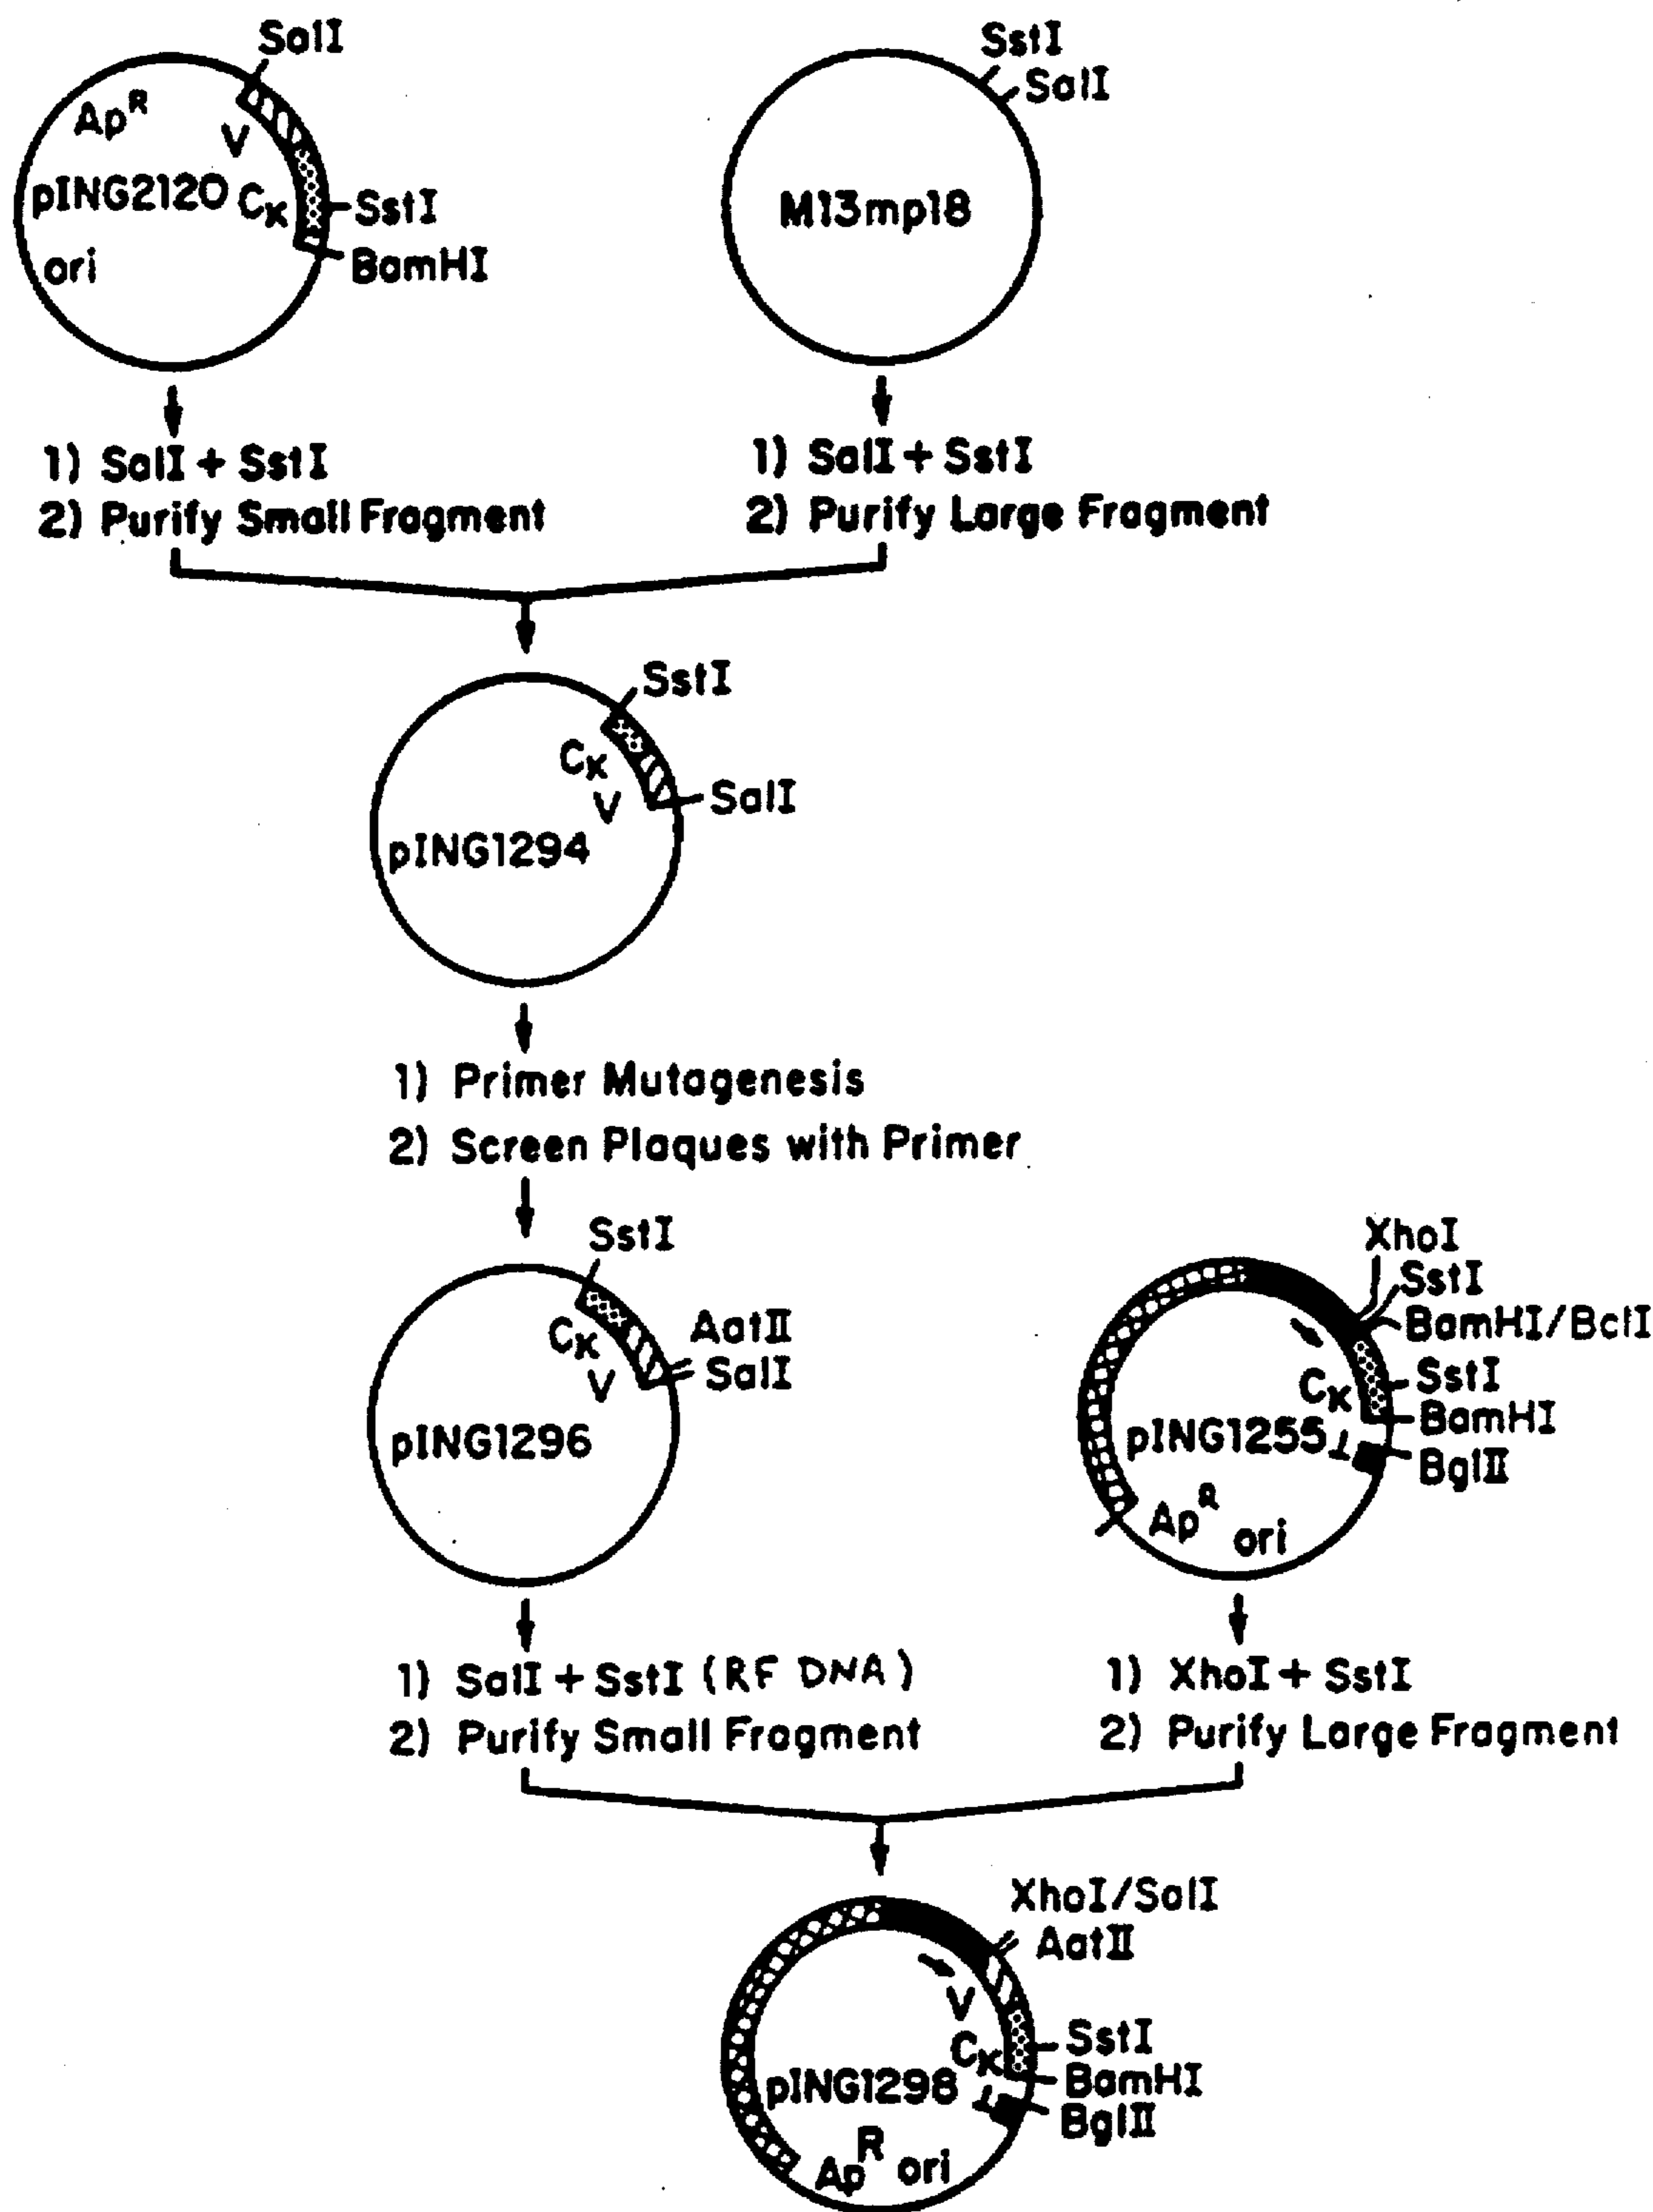 SalI
Ap^R
V
pING2120
Cκ
SstI
BamHI
ori
SstI
SalI
M13mp18
1) SalI + SstI
2) Purify Small Fragment
1) SalI + SstI
2) Purify Large Fragment
SstI
Cκ
V
SalI
pING1294
1) Primer Mutagenesis
2) Screen Plaques with Primer
SstI
Cκ
AatII
SalI
V
pING1296
XhoI
SstI
BamHI/BclI
Cκ
SstI
BamHI
pING1255
BglII
Ap^R
ori
1) SalI + SstI (RF DNA)
2) Purify Small Fragment
1) XhoI + SstI
2) Purify Large Fragment
XhoI/SalI
AatII
V
Cκ
SstI
BamHI
pING1298
BglII
Ap^R ori